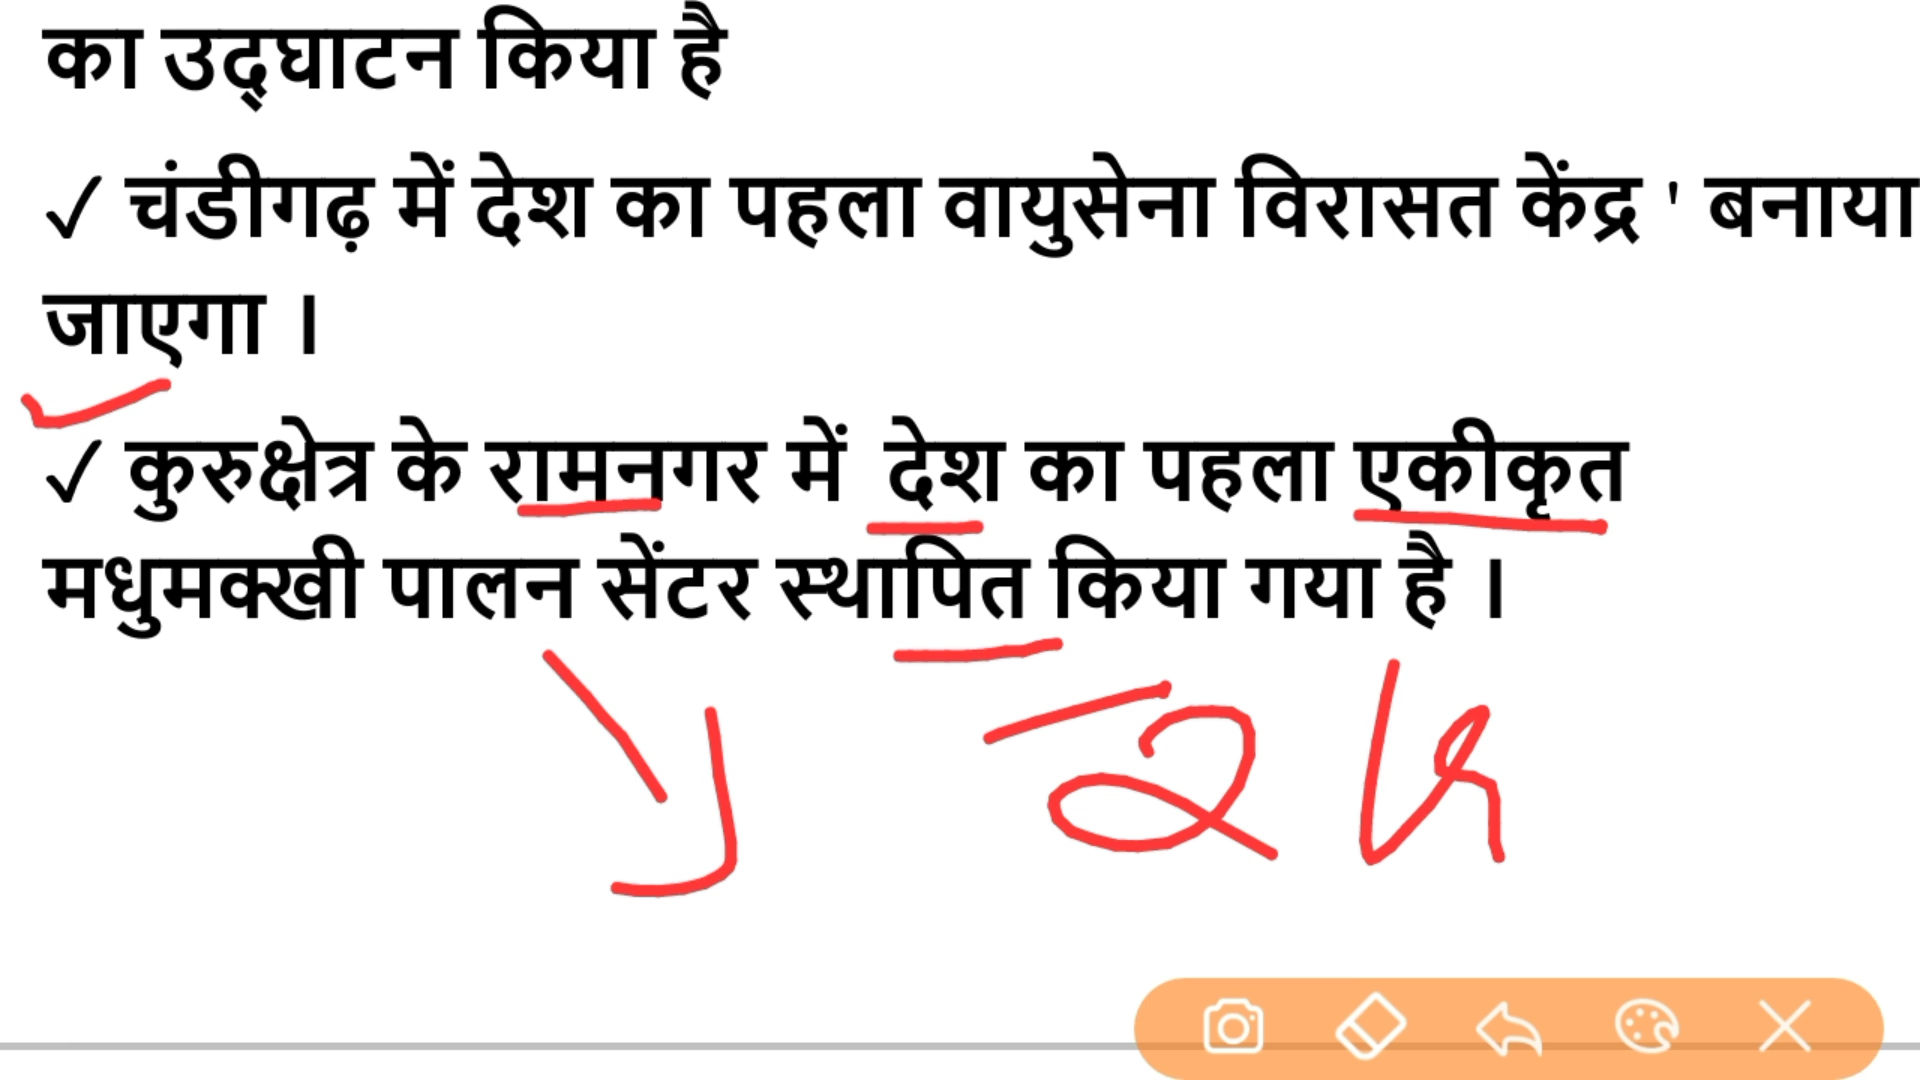 का उद्घाटन किया है
✓ चंडीगढ़ में देश का पहला वायुसेना विरासत केंद्र ' बनाया
जाएगा ।
✓ कुरुक्षेत्र के रामनगर में देश का पहला एकीकृत
मधुमक्खी पालन सेंटर स्थापित किया गया है ।